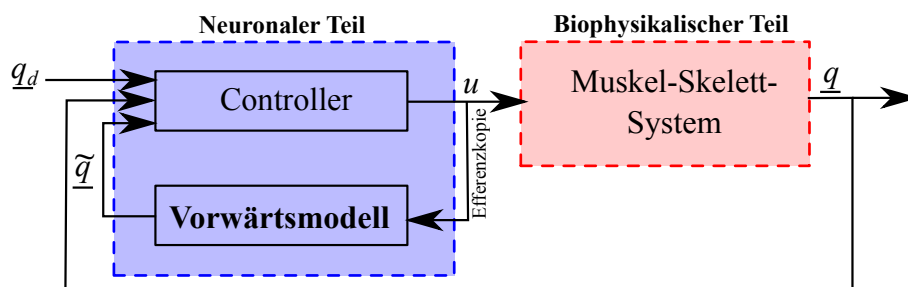 Neuronaler Teil
Biophysikalischer Teil
q_d
Controller
u
Muskel-Skelett-
System
q
q̃
Efferenzkopie
Vorwärtsmodell